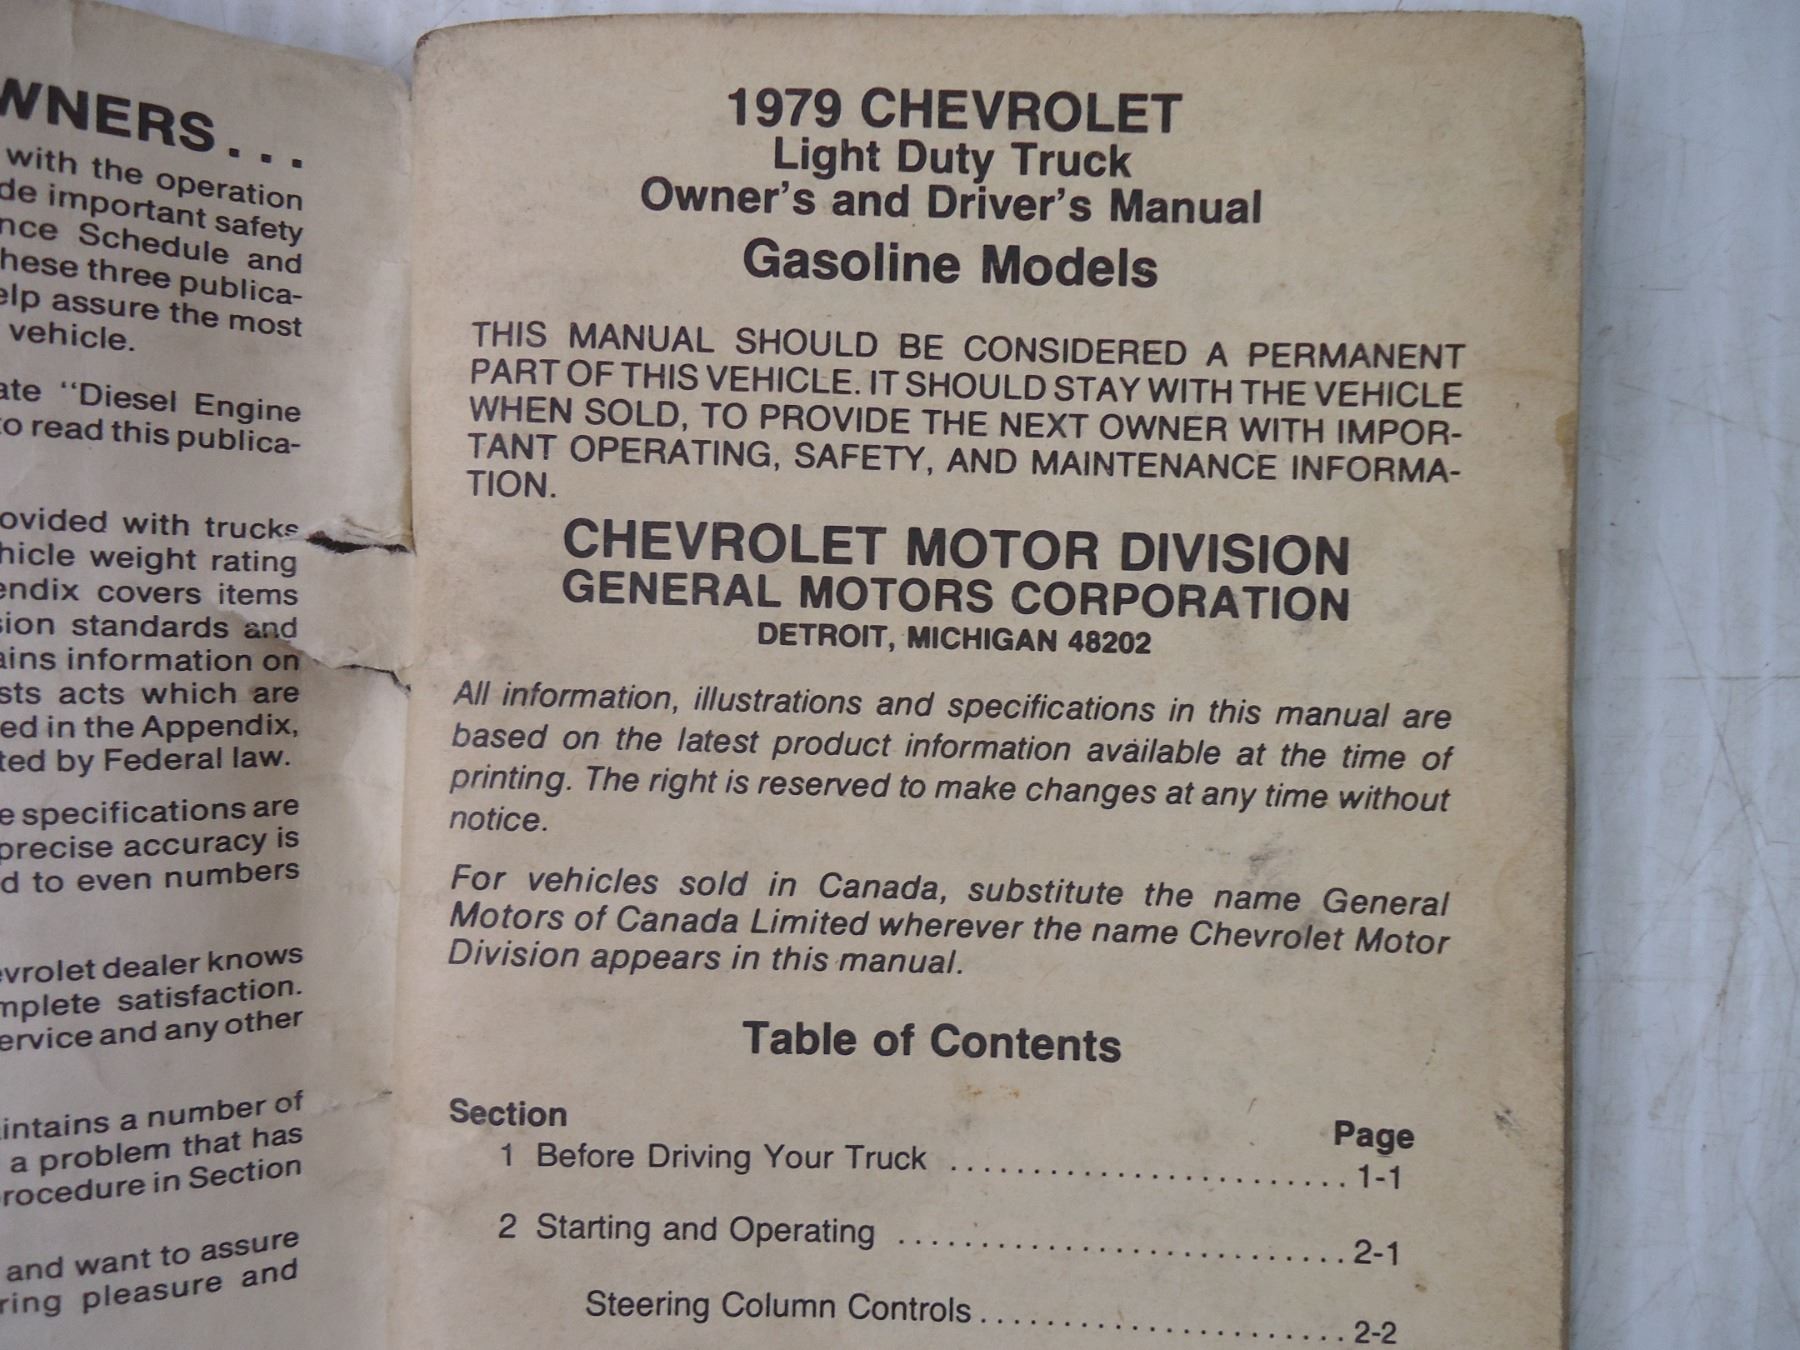 WNERS...
with the operation
de important safety
nce Schedule and
hese three publica-
elp assure the most
vehicle.
ate “Diesel Engine
to read this publica-
ovided with trucks
hicle weight rating
endix covers items
sion standards and
ains information on
sts acts which are
ed in the Appendix,
ted by Federal law.
e specifications are
precise accuracy is
d to even numbers
evrolet dealer knows
mplete satisfaction.
ervice and any other
intains a number of
a problem that has
rocedure in Section
and want to assure
ring pleasure and
1979 CHEVROLET
Light Duty Truck
Owner's and Driver's Manual
Gasoline Models
THIS MANUAL SHOULD BE CONSIDERED A PERMANENT
PART OF THIS VEHICLE. IT SHOULD STAY WITH THE VEHICLE
WHEN SOLD, TO PROVIDE THE NEXT OWNER WITH IMPOR-
TANT OPERATING, SAFETY, AND MAINTENANCE INFORMA-
TION.
CHEVROLET MOTOR DIVISION
GENERAL MOTORS CORPORATION
DETROIT, MICHIGAN 48202
All information, illustrations and specifications in this manual are
based on the latest product information available at the time of
printing. The right is reserved to make changes at any time without
notice.
For vehicles sold in Canada, substitute the name General
Motors of Canada Limited wherever the name Chevrolet Motor
Division appears in this manual.
Table of Contents
Section Page
1 Before Driving Your Truck ........................ 1-1
2 Starting and Operating ........................... 2-1
Steering Column Controls ...................... 2-2